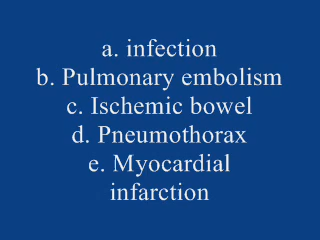 a. infection
b. Pulmonary embolism
c. Ischemic bowel
d. Pneumothorax
e. Myocardial
infarction